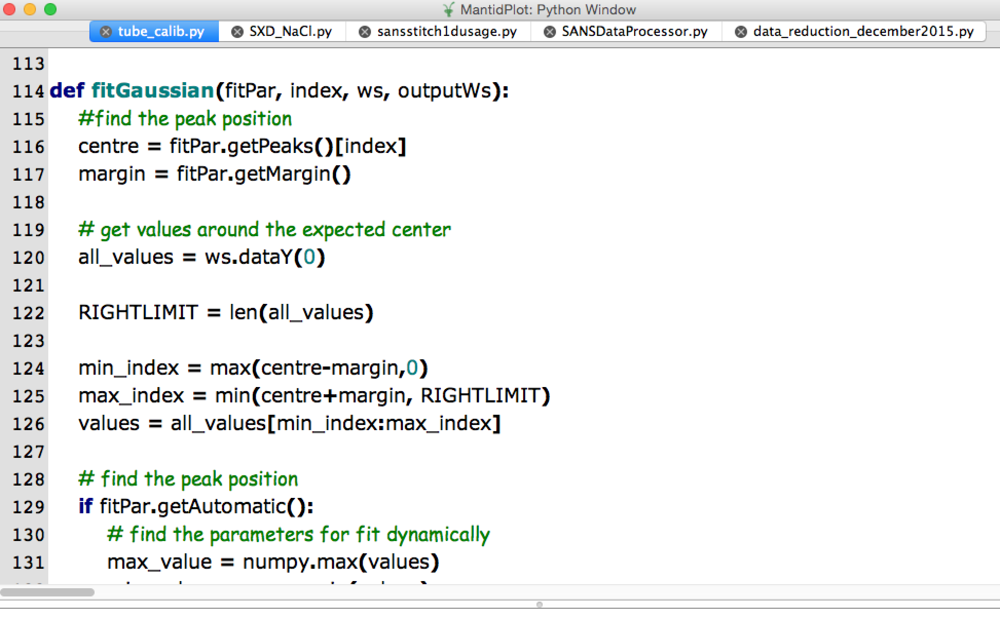 MantidPlot: Python Window
tube_calib.py SXD_NaCl.py sansstitch1dusage.py SANSDataProcessor.py data_reduction_december2015.py
113
114 def fitGaussian(fitPar, index, ws, outputWs):
115 #find the peak position
116 centre = fitPar.getPeaks()[index]
117 margin = fitPar.getMargin()
118
119 # get values around the expected center
120 all_values = ws.dataY(0)
121
122 RIGHTLIMIT = len(all_values)
123
124 min_index = max(centre-margin,0)
125 max_index = min(centre+margin, RIGHTLIMIT)
126 values = all_values[min_index:max_index]
127
128 # find the peak position
129 if fitPar.getAutomatic():
130 # find the parameters for fit dynamically
131 max_value = numpy.max(values)